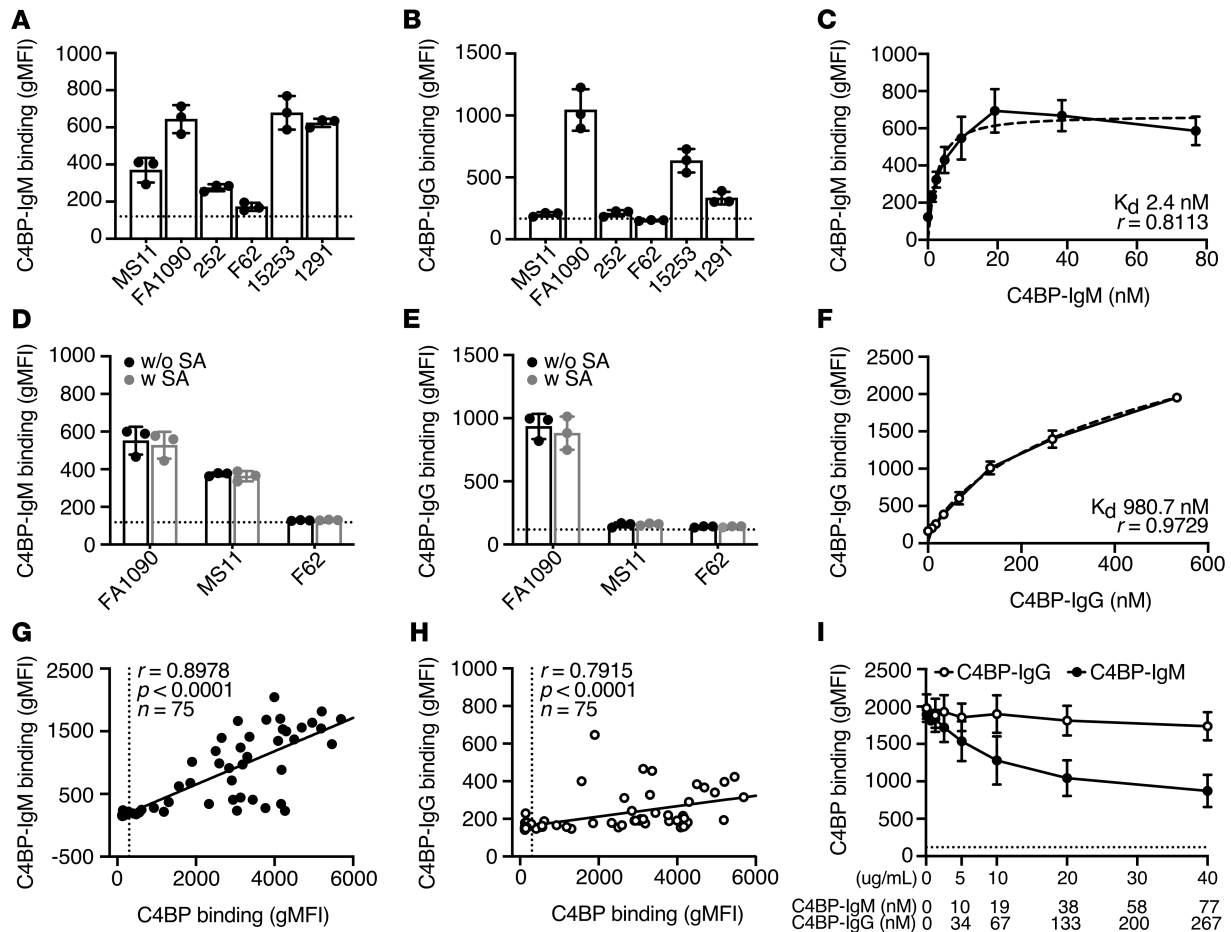 A
C4BP-IgM binding (gMFI)
1000
800
600
400
200
0
MS11
FA1090
252
F62
15253
1291
B
C4BP-IgG binding (gMFI)
1500
1000
500
0
MS11
FA1090
252
F62
15253
1291
C
C4BP-IgM binding (gMFI)
1000
800
600
400
200
0
Kd 2.4 nM
r = 0.8113
0 20 40 60 80
C4BP-IgM (nM)
D
C4BP-IgM binding (gMFI)
1000
800
600
400
200
0
w/o SA
w SA
FA1090
MS11
F62
E
C4BP-IgG binding (gMFI)
1500
1000
500
0
w/o SA
w SA
FA1090
MS11
F62
F
C4BP-IgG binding (gMFI)
2500
2000
1500
1000
500
0
Kd 980.7 nM
r = 0.9729
0 200 400 600
C4BP-IgG (nM)
G
C4BP-IgM binding (gMFI)
2500
1500
500
-500
r = 0.8978
p < 0.0001
n = 75
0 2000 4000 6000
C4BP binding (gMFI)
H
C4BP-IgG binding (gMFI)
1000
800
600
400
200
0
r = 0.7915
p < 0.0001
n = 75
0 2000 4000 6000
C4BP binding (gMFI)
I
C4BP binding (gMFI)
2500
2000
1500
1000
500
0
C4BP-IgG C4BP-IgM
(ug/mL) 0 5 10 20 30 40
C4BP-IgM (nM) 0 10 19 38 58 77
C4BP-IgG (nM) 0 34 67 133 200 267